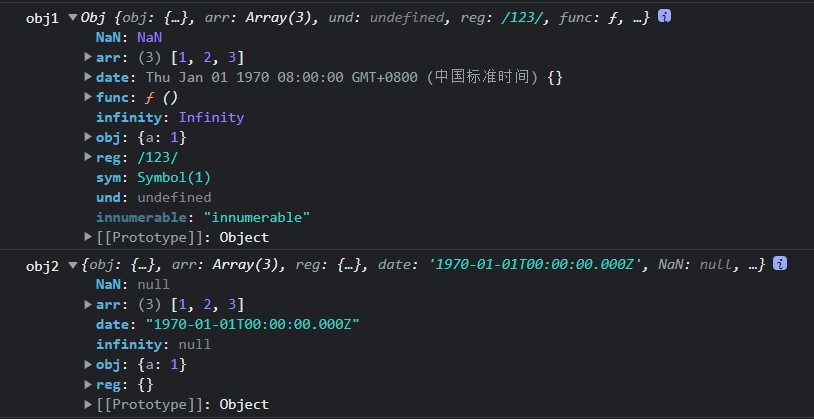 obj1 ▼Obj {obj: {…}, arr: Array(3), und: undefined, reg: /123/, func: ƒ, …} i
NaN: NaN
▶ arr: (3) [1, 2, 3]
▶ date: Thu Jan 01 1970 08:00:00 GMT+0800 (中国标准时间) {}
▶ func: ƒ ()
infinity: Infinity
▶ obj: {a: 1}
▶ reg: /123/
sym: Symbol(1)
und: undefined
innumerable: "innumerable"
▶ [[Prototype]]: Object
obj2 ▼{obj: {…}, arr: Array(3), reg: {…}, date: '1970-01-01T00:00:00.000Z', NaN: null, …} i
NaN: null
▶ arr: (3) [1, 2, 3]
date: "1970-01-01T00:00:00.000Z"
infinity: null
▶ obj: {a: 1}
▶ reg: {}
▶ [[Prototype]]: Object